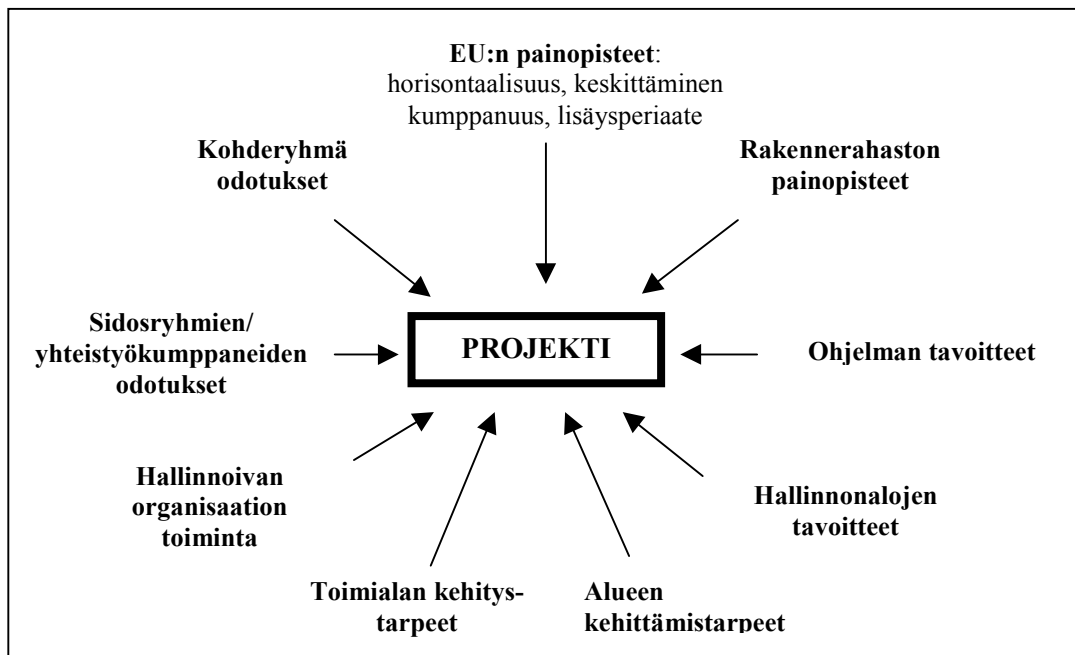 EU:n painopisteet:
horisontaalisuus, keskittäminen
kumppanuus, lisäysperiaate
Kohderyhmä
odotukset
Rakennerahaston
painopisteet
Sidosryhmien/
yhteistyökumppaneiden
odotukset
PROJEKTI
Ohjelman tavoitteet
Hallinnoivan
organisaation
toiminta
Hallinnonalojen
tavoitteet
Toimialan kehitys-
tarpeet
Alueen
kehittämistarpeet